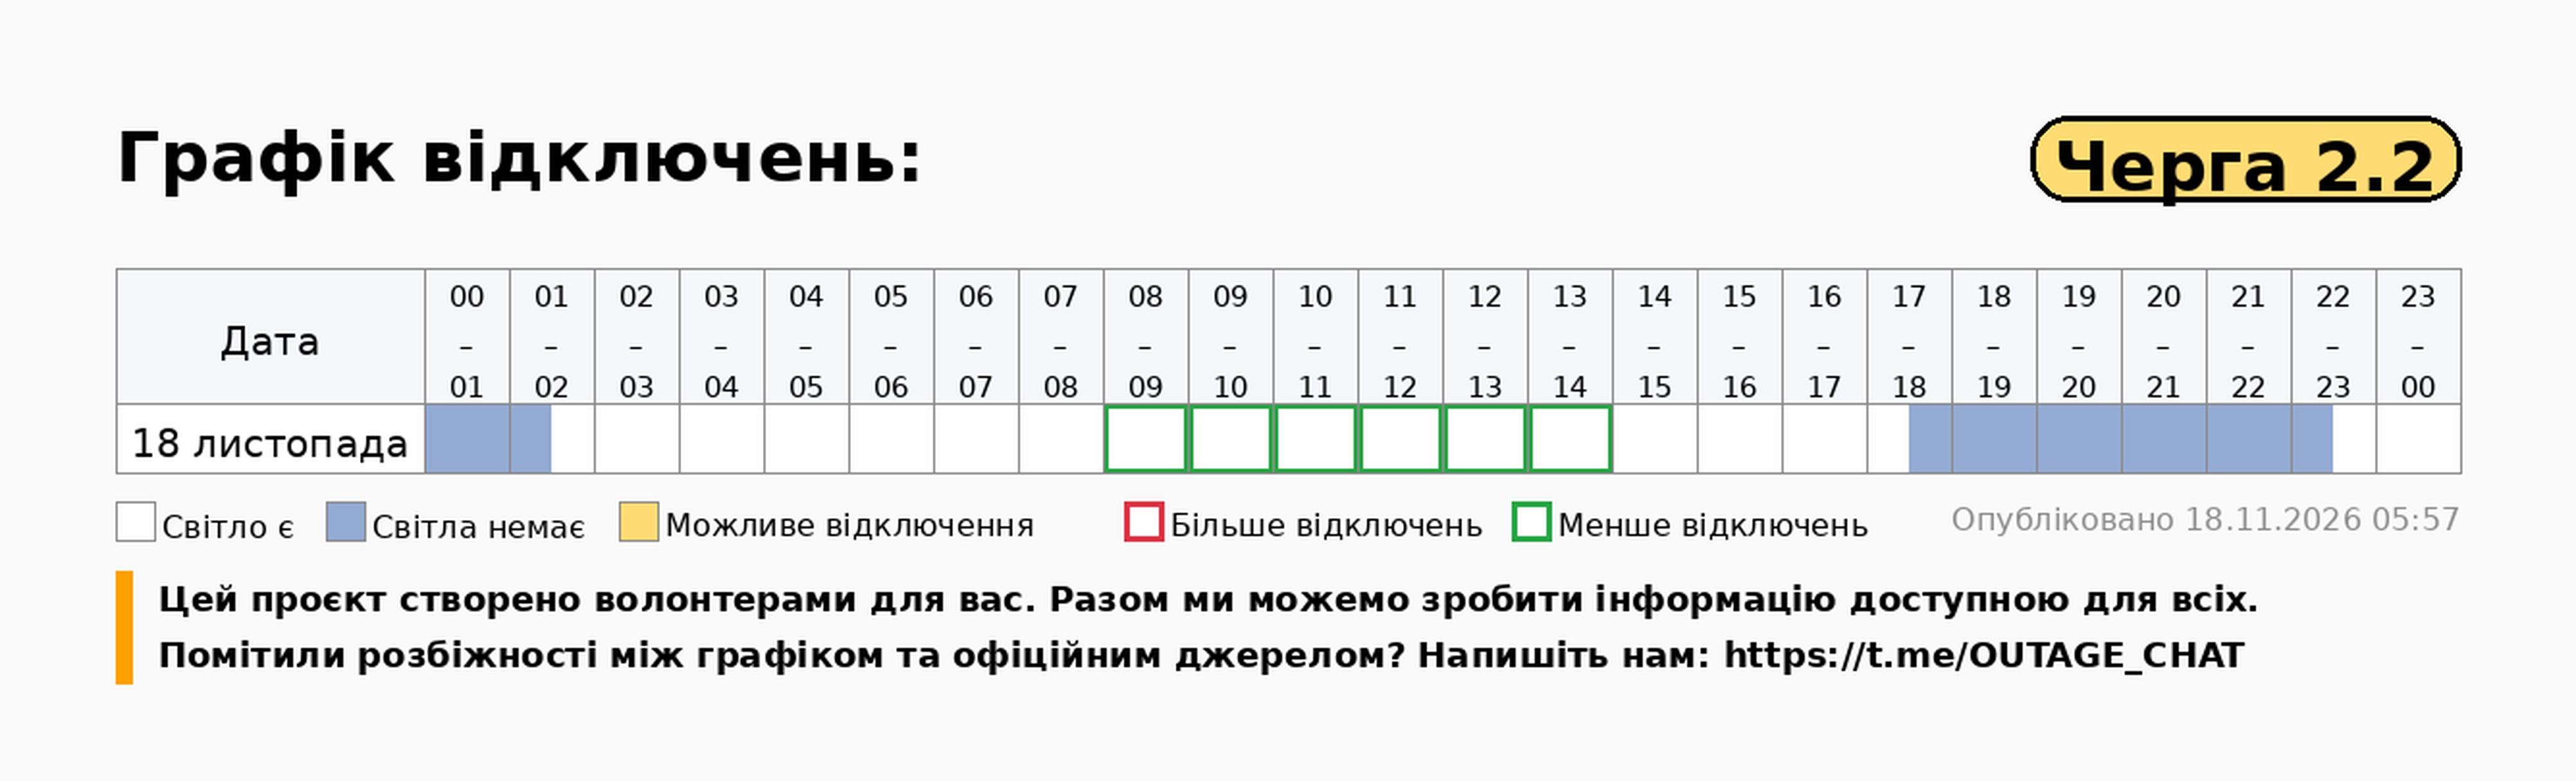 Графік відключень:
Черга 2.2
Дата
00 – 01
01 – 02
02 – 03
03 – 04
04 – 05
05 – 06
06 – 07
07 – 08
08 – 09
09 – 10
10 – 11
11 – 12
12 – 13
13 – 14
14 – 15
15 – 16
16 – 17
17 – 18
18 – 19
19 – 20
20 – 21
21 – 22
22 – 23
23 – 00
18 листопада
Світло є
Світла немає
Можливе відключення
Більше відключень
Менше відключень
Опубліковано 18.11.2026 05:57
Цей проєкт створено волонтерами для вас. Разом ми можемо зробити інформацію доступною для всіх.
Помітили розбіжності між графіком та офіційним джерелом? Напишіть нам: https://t.me/OUTAGE_CHAT